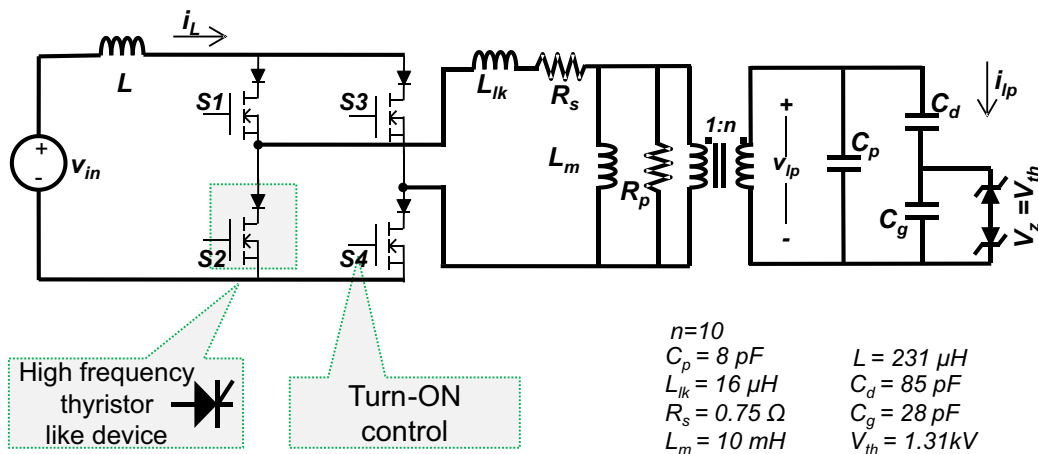 i_L
L
S1
S3
L_lk
R_s
1:n
i_lp
C_d
+
-
v_in
L_m
R_p
+
v_lp
-
C_p
C_g
V_z = V_th
S2
S4
High frequency
thyristor
like device
Turn-ON
control
n=10
C_p = 8 pF
L_lk = 16 µH
R_s = 0.75 Ω
L_m = 10 mH
L = 231 µH
C_d = 85 pF
C_g = 28 pF
V_th = 1.31kV